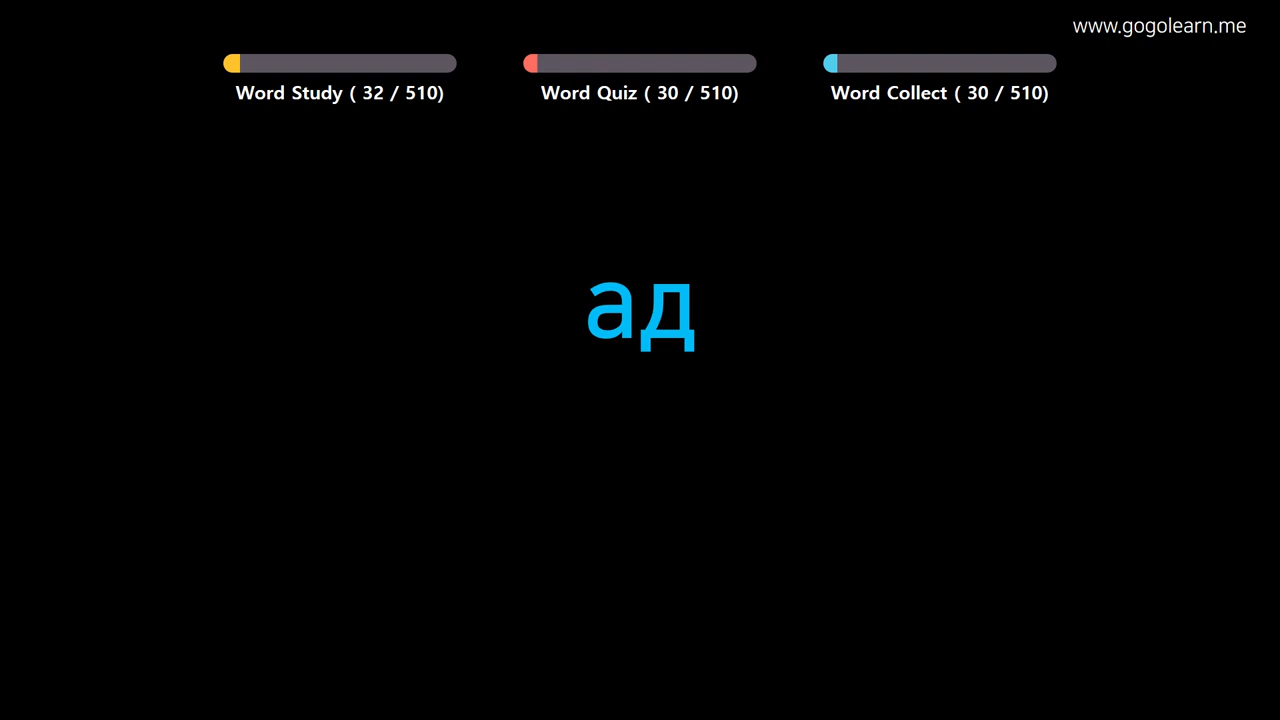 www.gogolearn.me
Word Study ( 32 / 510)
Word Quiz ( 30 / 510)
Word Collect ( 30 / 510)
ад